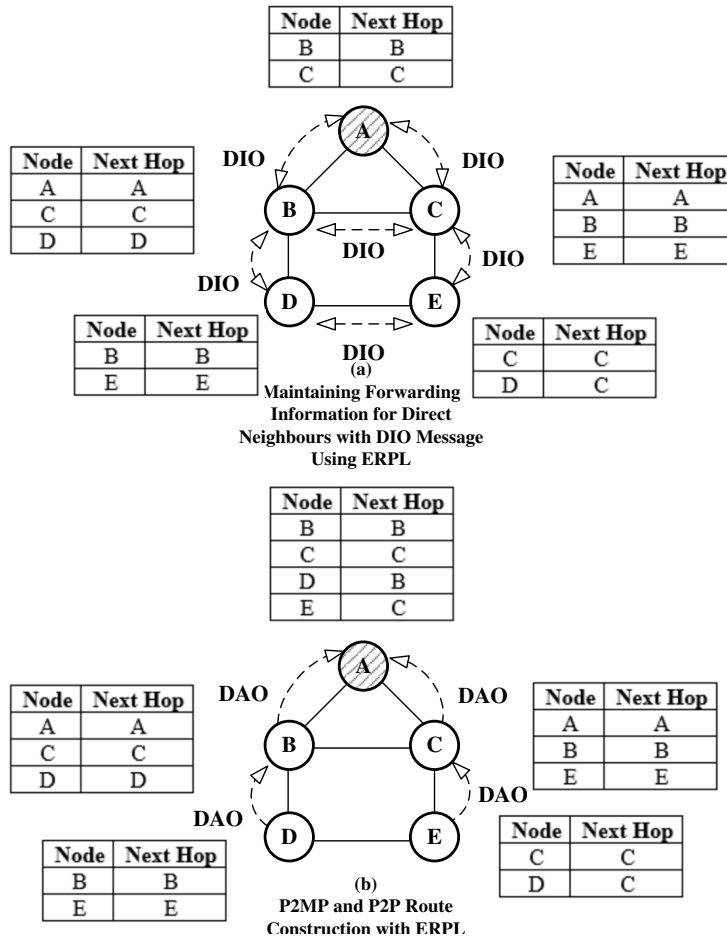 Node Next Hop
B B
C C
A
DIO
DIO
Node Next Hop
A A
C C
D D
Node Next Hop
A A
B B
E E
B
C
DIO
DIO
DIO
D
E
Node Next Hop
B B
E E
DIO
Node Next Hop
C C
D C
(a)
Maintaining Forwarding
Information for Direct
Neighbours with DIO Message
Using ERPL
Node Next Hop
B B
C C
D B
E C
A
DAO
DAO
Node Next Hop
A A
C C
D D
Node Next Hop
A A
B B
E E
B
C
DAO
DAO
D
E
Node Next Hop
B B
E E
Node Next Hop
C C
D C
(b)
P2MP and P2P Route
Construction with ERPL